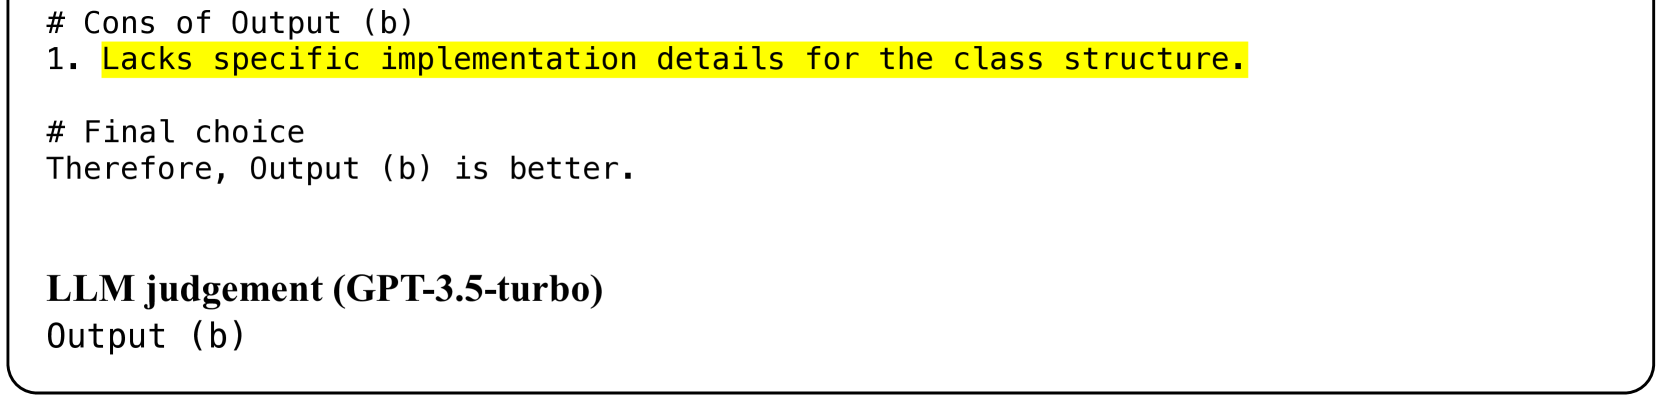 # Cons of Output (b)
1. Lacks specific implementation details for the class structure.
# Final choice
Therefore, Output (b) is better.
LLM judgement (GPT-3.5-turbo)
Output (b)